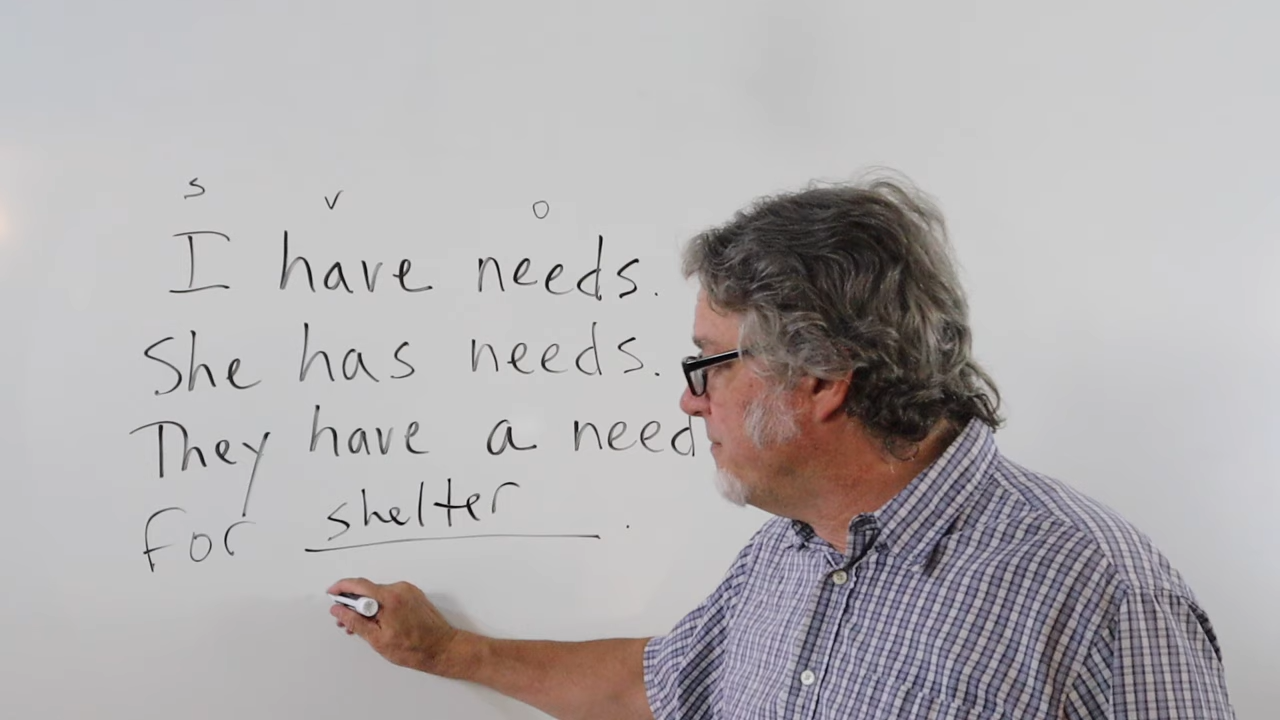 s v o
I have needs.
She has needs.
They have a need
for shelter.